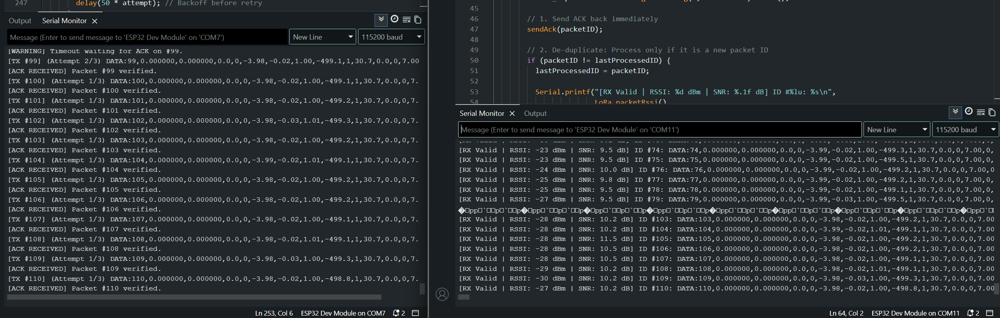 247 delay(50 * attempt); // Backoff before retry
Output Serial Monitor
Message (Enter to send message to 'ESP32 Dev Module' on 'COM7') New Line 115200 baud
[WARNING] Timeout waiting for ACK on #99.
[TX #99] (Attempt 2/3) DATA:99,0.000000,0.000000,0.0,0,-3.98,-0.02,1.00,-499.1,1,30.7,0.0,0,7.00
[ACK RECEIVED] Packet #99 verified.
[TX #100] (Attempt 1/3) DATA:100,0.000000,0.000000,0.0,0,-3.98,-0.02,1.00,-499.1,1,30.7,0.0,0,7.
[ACK RECEIVED] Packet #100 verified.
[TX #101] (Attempt 1/3) DATA:101,0.000000,0.000000,0.0,0,-3.98,-0.02,1.00,-499.2,1,30.7,0.0,0,7.
[ACK RECEIVED] Packet #101 verified.
[TX #102] (Attempt 1/3) DATA:102,0.000000,0.000000,0.0,0,-3.98,-0.03,1.01,-499.3,1,30.7,0.0,0,7.
[ACK RECEIVED] Packet #102 verified.
[TX #103] (Attempt 1/3) DATA:103,0.000000,0.000000,0.0,0,-3.98,-0.02,1.00,-499.2,1,30.7,0.0,0,7.
[ACK RECEIVED] Packet #103 verified.
[TX #104] (Attempt 1/3) DATA:104,0.000000,0.000000,0.0,0,-3.99,-0.02,1.01,-499.1,1,30.7,0.0,0,7.
[ACK RECEIVED] Packet #104 verified.
[TX #105] (Attempt 1/3) DATA:105,0.000000,0.000000,0.0,0,-3.98,-0.02,1.00,-499.2,1,30.7,0.0,0,7.
[ACK RECEIVED] Packet #105 verified.
[TX #106] (Attempt 1/3) DATA:106,0.000000,0.000000,0.0,0,-3.98,-0.02,1.00,-499.2,1,30.7,0.0,0,7.
[ACK RECEIVED] Packet #106 verified.
[TX #107] (Attempt 1/3) DATA:107,0.000000,0.000000,0.0,0,-3.98,-0.02,1.00,-499.1,1,30.7,0.0,0,7.
[ACK RECEIVED] Packet #107 verified.
[TX #108] (Attempt 1/3) DATA:108,0.000000,0.000000,0.0,0,-3.98,-0.02,1.01,-499.1,1,30.7,0.0,0,7.
[ACK RECEIVED] Packet #108 verified.
[TX #109] (Attempt 1/3) DATA:109,0.000000,0.000000,0.0,0,-3.98,-0.03,1.00,-499.3,1,30.7,0.0,0,7.
[ACK RECEIVED] Packet #109 verified.
[TX #110] (Attempt 1/3) DATA:110,0.000000,0.000000,0.0,0,-3.98,-0.02,1.00,-498.8,1,30.7,0.0,0,7.
[ACK RECEIVED] Packet #110 verified.
Ln 253, Col 6 ESP32 Dev Module on COM7 2
45
46 // 1. Send ACK back immediately
47 sendAck(packetID);
48
49 // 2. De-duplicate: Process only if it is a new packet ID
50 if (packetID != lastProcessedID) {
51 lastProcessedID = packetID;
52
53 Serial.printf("[RX Valid | RSSI: %d dBm | SNR: %.1f dB] ID #%lu: %s\n",
54 LoRa.packetRssi()
Serial Monitor Output
Message (Enter to send message to 'ESP32 Dev Module' on 'COM11') New Line 115200 baud
[RX Valid | RSSI: -23 dBm | SNR: 9.5 dB] ID #74: DATA:74,0.000000,0.000000,0.0,0,-3.99,-0.02,1.00,-499.3,1,30.7,0.0,0,7.00,0,
[RX Valid | RSSI: -23 dBm | SNR: 9.5 dB] ID #75: DATA:75,0.000000,0.000000,0.0,0,-3.99,-0.02,1.00,-499.5,1,30.7,0.0,0,7.00,0,
[RX Valid | RSSI: -24 dBm | SNR: 10.0 dB] ID #76: DATA:76,0.000000,0.000000,0.0,0,-3.99,-0.02,1.00,-499.2,1,30.7,0.0,0,7.00,0
[RX Valid | RSSI: -25 dBm | SNR: 9.8 dB] ID #77: DATA:77,0.000000,0.000000,0.0,0,-3.99,-0.02,1.00,-499.2,1,30.7,0.0,0,7.00,0,
[RX Valid | RSSI: -25 dBm | SNR: 9.5 dB] ID #78: DATA:78,0.000000,0.000000,0.0,0,-3.99,-0.02,1.00,-499.1,1,30.7,0.0,0,7.00,0,
[RX Valid | RSSI: -27 dBm | SNR: 9.5 dB] ID #79: DATA:79,0.000000,0.000000,0.0,0,-3.99,-0.03,1.00,-499.5,1,30.7,0.0,0,7.00,0,
[RX Valid | RSSI: -28 dBm | SNR: 10.2 dB] ID #103: DATA:103,0.000000,0.000000,0.0,0,-3.98,-0.02,1.00,-499.2,1,30.7,0.0,0,7.00
[RX Valid | RSSI: -28 dBm | SNR: 10.2 dB] ID #104: DATA:104,0.000000,0.000000,0.0,0,-3.99,-0.02,1.01,-499.1,1,30.7,0.0,0,7.00
[RX Valid | RSSI: -28 dBm | SNR: 11.5 dB] ID #105: DATA:105,0.000000,0.000000,0.0,0,-3.98,-0.02,1.00,-499.2,1,30.7,0.0,0,7.00
[RX Valid | RSSI: -28 dBm | SNR: 10.5 dB] ID #106: DATA:106,0.000000,0.000000,0.0,0,-3.98,-0.02,1.00,-499.2,1,30.7,0.0,0,7.00
[RX Valid | RSSI: -28 dBm | SNR: 10.5 dB] ID #107: DATA:107,0.000000,0.000000,0.0,0,-3.98,-0.02,1.00,-499.1,1,30.7,0.0,0,7.00
[RX Valid | RSSI: -29 dBm | SNR: 10.2 dB] ID #108: DATA:108,0.000000,0.000000,0.0,0,-3.98,-0.02,1.01,-499.1,1,30.7,0.0,0,7.00
[RX Valid | RSSI: -30 dBm | SNR: 10.2 dB] ID #109: DATA:109,0.000000,0.000000,0.0,0,-3.98,-0.03,1.00,-499.3,1,30.7,0.0,0,7.00
[RX Valid | RSSI: -27 dBm | SNR: 10.2 dB] ID #110: DATA:110,0.000000,0.000000,0.0,0,-3.98,-0.02,1.00,-498.8,1,30.7,0.0,0,7.00
Ln 64, Col 2 ESP32 Dev Module on COM11 2